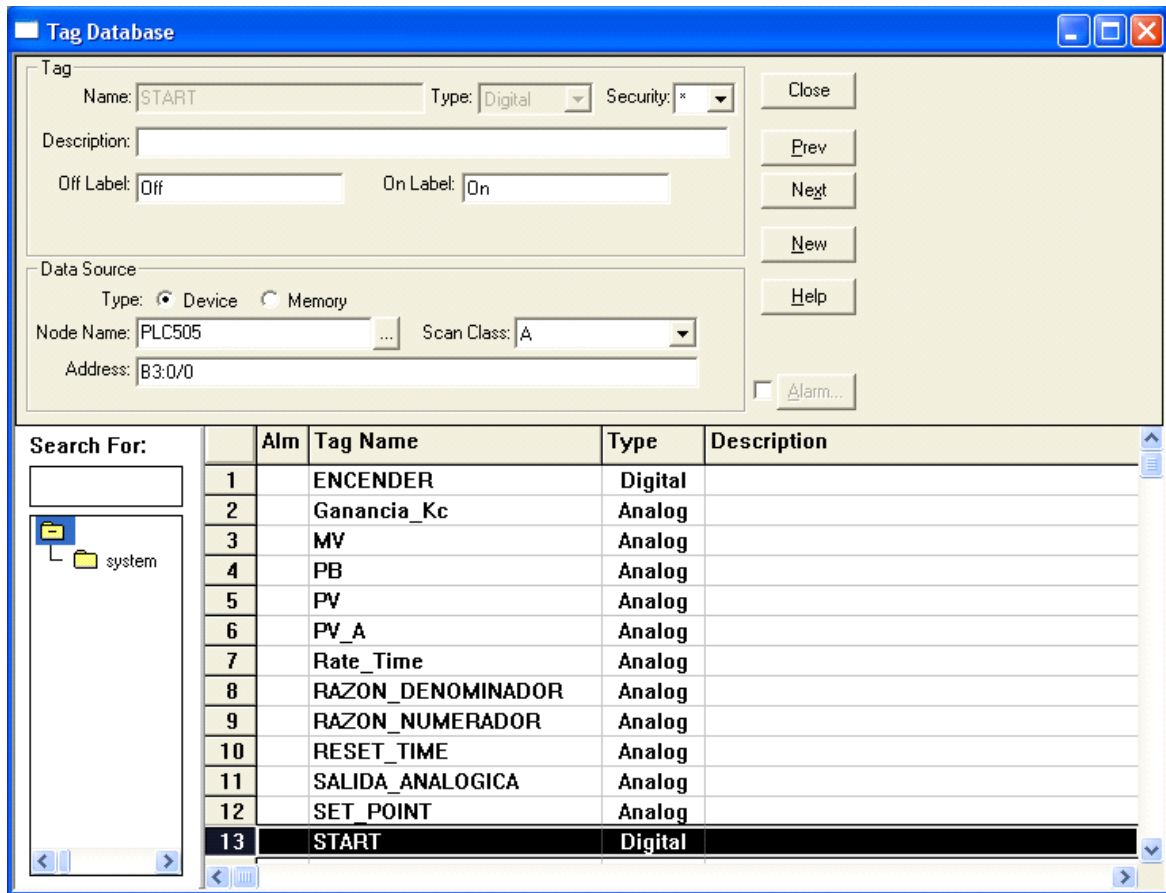 Tag Database
Tag
Name: START Type: Digital Security: *
Close
Description:
Prev
Off Label: Off On Label: On
Next
New
Data Source
Type: Device Memory
Help
Node Name: PLC505 ... Scan Class: A
Address: B3:0/0
Alarm...
Search For:
system
Alm Tag Name Type Description
1 ENCENDER Digital
2 Ganancia_Kc Analog
3 MV Analog
4 PB Analog
5 PV Analog
6 PV_A Analog
7 Rate_Time Analog
8 RAZON_DENOMINADOR Analog
9 RAZON_NUMERADOR Analog
10 RESET_TIME Analog
11 SALIDA_ANALOGICA Analog
12 SET_POINT Analog
13 START Digital